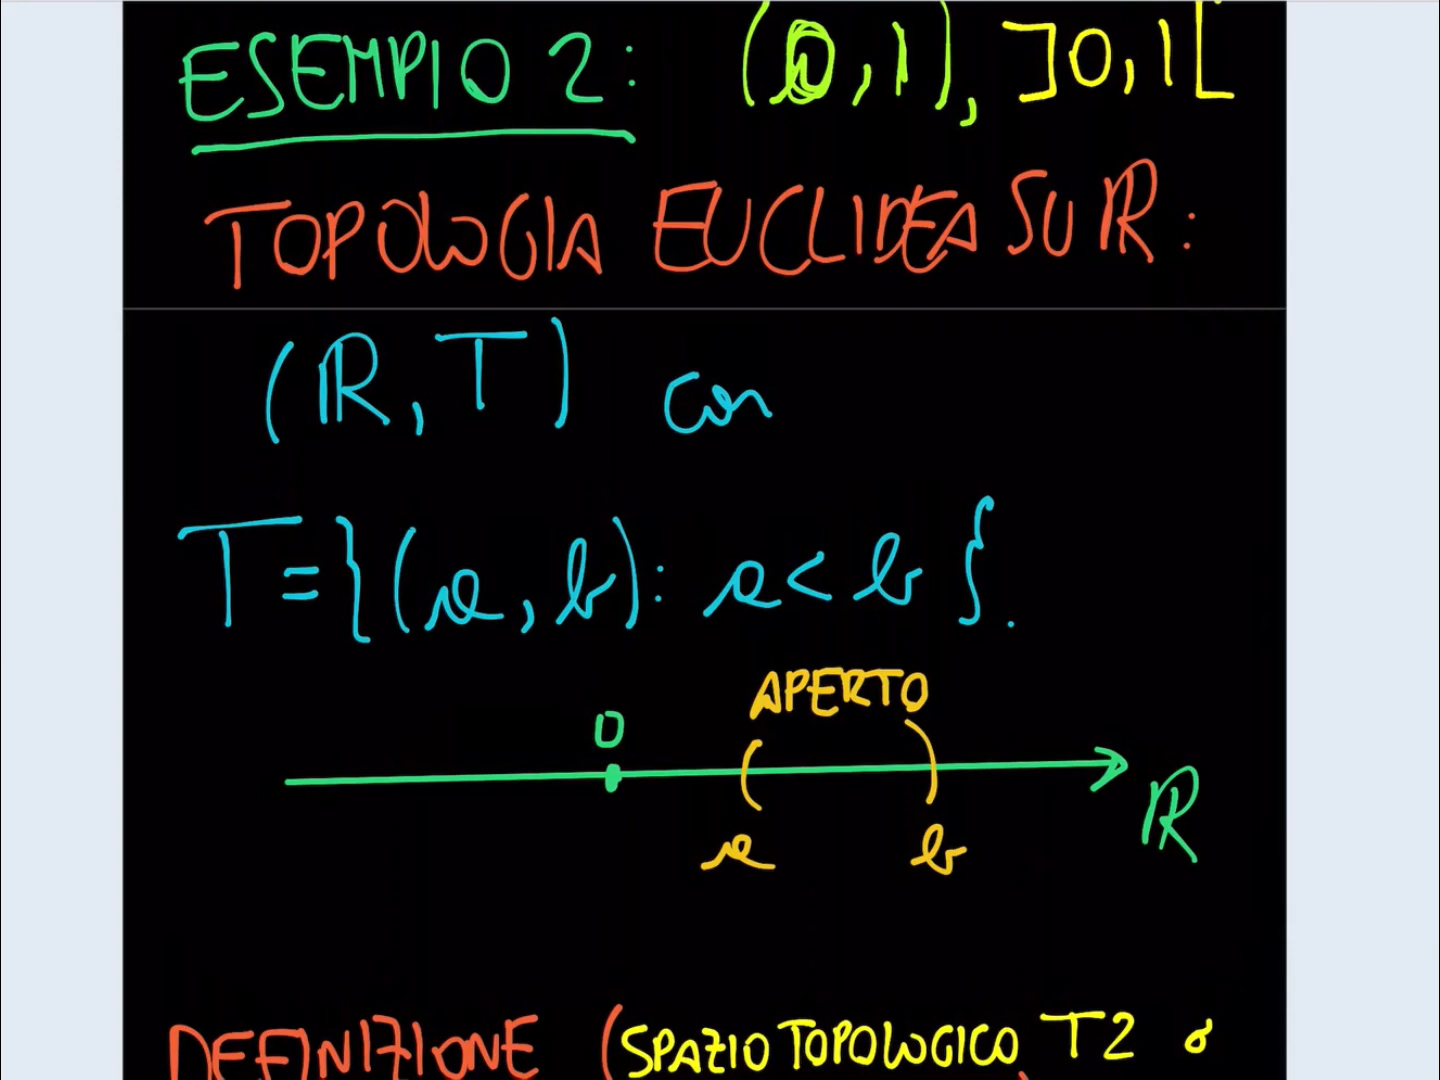 ESEMPIO 2: (0,1), ]0,1[
TOPOLOGIA EUCLIDEA SU ℝ:
(ℝ, T) con
T={(a, b): a< b}.
APERTO
0
a b
ℝ
DEFINIZIONE (SPAZIO TOPOLOGICO T2 o